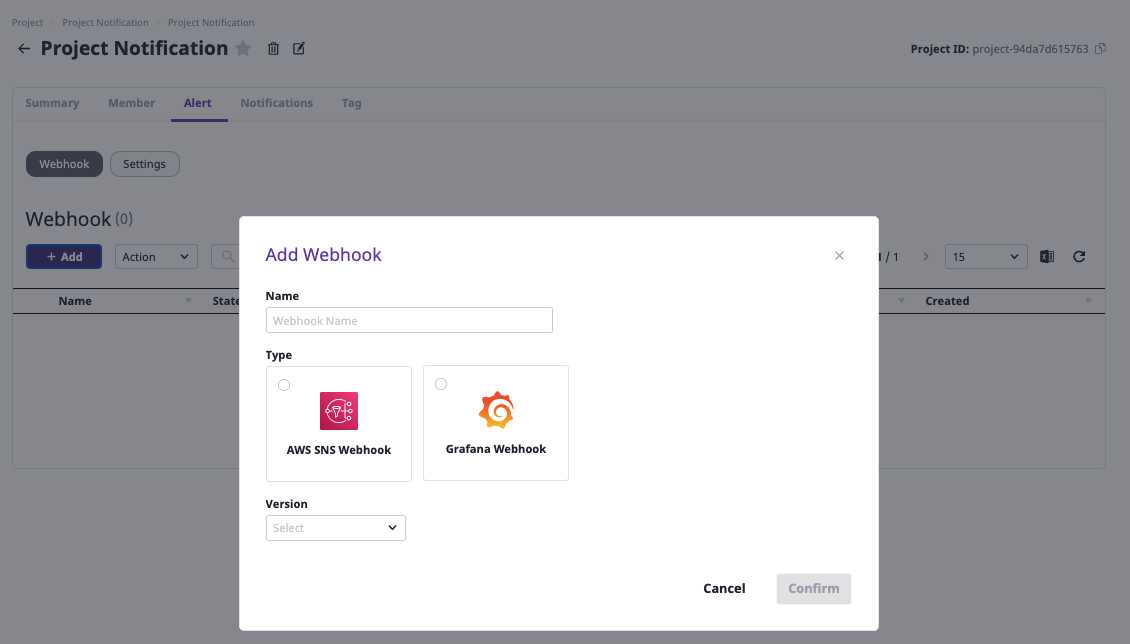 Project > Project Notification > Project Notification
Project Notification
Project ID: project-94da7d615763
Summary Member Alert Notifications Tag
Webhook Settings
Webhook (0)
+ Add Action / 1 15
Name State Created
Add Webhook
Name
Webhook Name
Type
AWS SNS Webhook Grafana Webhook
Version
Select
Cancel Confirm